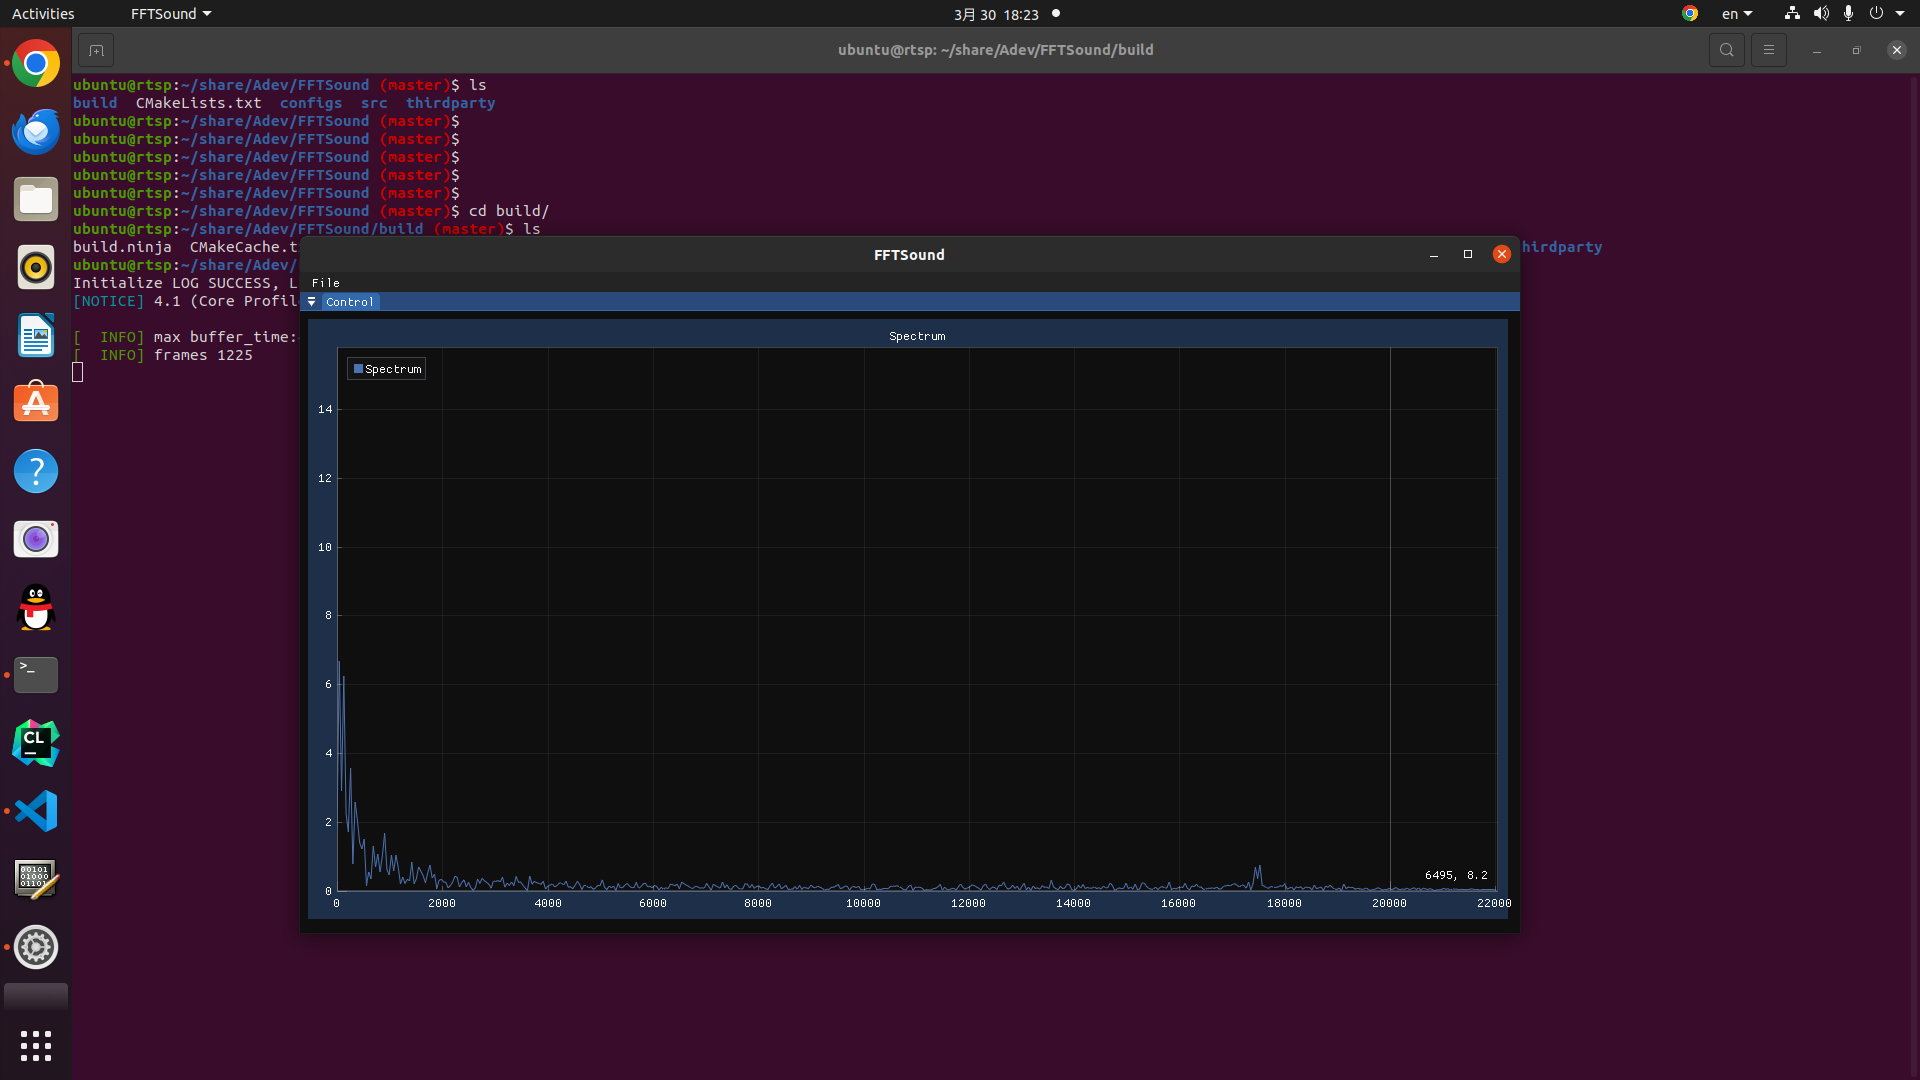 Activities FFTSound 3月 30 18:23 en
ubuntu@rtsp: ~/share/Adev/FFTSound/build
ubuntu@rtsp:~/share/Adev/FFTSound (master)$ ls
build CMakeLists.txt configs src thirdparty
ubuntu@rtsp:~/share/Adev/FFTSound (master)$
ubuntu@rtsp:~/share/Adev/FFTSound (master)$
ubuntu@rtsp:~/share/Adev/FFTSound (master)$
ubuntu@rtsp:~/share/Adev/FFTSound (master)$
ubuntu@rtsp:~/share/Adev/FFTSound (master)$
ubuntu@rtsp:~/share/Adev/FFTSound (master)$ cd build/
ubuntu@rtsp:~/share/Adev/FFTSound/build (master)$ ls
build.ninja CMakeCache.t hirdparty
ubuntu@rtsp:~/share/Adev/
Initialize LOG SUCCESS, L
[NOTICE] 4.1 (Core Profil
[ INFO] max buffer_time:
[ INFO] frames 1225
FFTSound
File
Control
Spectrum
Spectrum
14
12
10
8
6
4
2
0
6495, 8.2
0 2000 4000 6000 8000 10000 12000 14000 16000 18000 20000 22000
CL
>_
?
00101
01000
01101